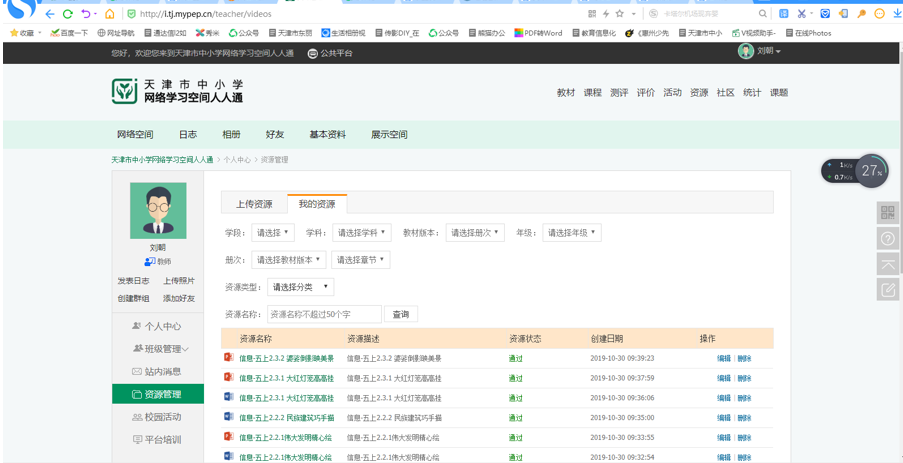 http://i.tj.mypep.cn/teacher/videos
卡塔尔机场现弃婴
收藏 百度一下 网址导航 通达信2如 秀米 公众号 天津市东丽 生活相册视 传影DIY_在 公众号 熊猫办公 PDF转Word 教育信息化 《滕州少先 天津市中小 V视频助手- 在线Photos
您好，欢迎您来到天津市中小学网络学习空间人人通 公共平台 刘朝
天津市中小学
网络学习空间人人通
教材 课程 测评 评价 活动 资源 社区 统计 课题
网络空间 日志 相册 好友 基本资料 展示空间
天津市中小学网络学习空间人人通 > 个人中心 > 资源管理
1K/s
0.7K/s
27%
刘朝
教师
发表日志 上传照片
创建群组 添加好友
个人中心
班级管理
站内消息
资源管理
校园活动
平台培训
上传资源 我的资源
学段： 请选择 学科： 请选择学科 教材版本： 请选择册次 年级： 请选择年级
册次： 请选择教材版本 请选择章节
资源类型： 请选择分类
资源名称： 资源名称不超过50个字 查询
资源名称 资源描述 资源状态 创建日期 操作
信息-五上2.3.2 婆娑倒影映美景 信息-五上2.3.2 婆娑倒影映美景 通过 2019-10-30 09:39:23 编辑 | 删除
信息-五上2.3.1 大红灯笼高高挂 信息-五上2.3.1 大红灯笼高高挂 通过 2019-10-30 09:37:59 编辑 | 删除
信息-五上2.3.1 大红灯笼高高挂 信息-五上2.3.1 大红灯笼高高挂 通过 2019-10-30 09:36:06 编辑 | 删除
信息-五上2.2.2 民族建筑巧手描 信息-五上2.2.2 民族建筑巧手描 通过 2019-10-30 09:35:00 编辑 | 删除
信息-五上2.2.1伟大发明精心绘 信息-五上2.2.1伟大发明精心绘 通过 2019-10-30 09:33:55 编辑 | 删除
信息-五上2.2.1伟大发明精心绘 信息-五上2.2.1伟大发明精心绘 通过 2019-10-30 09:32:54 编辑 | 删除